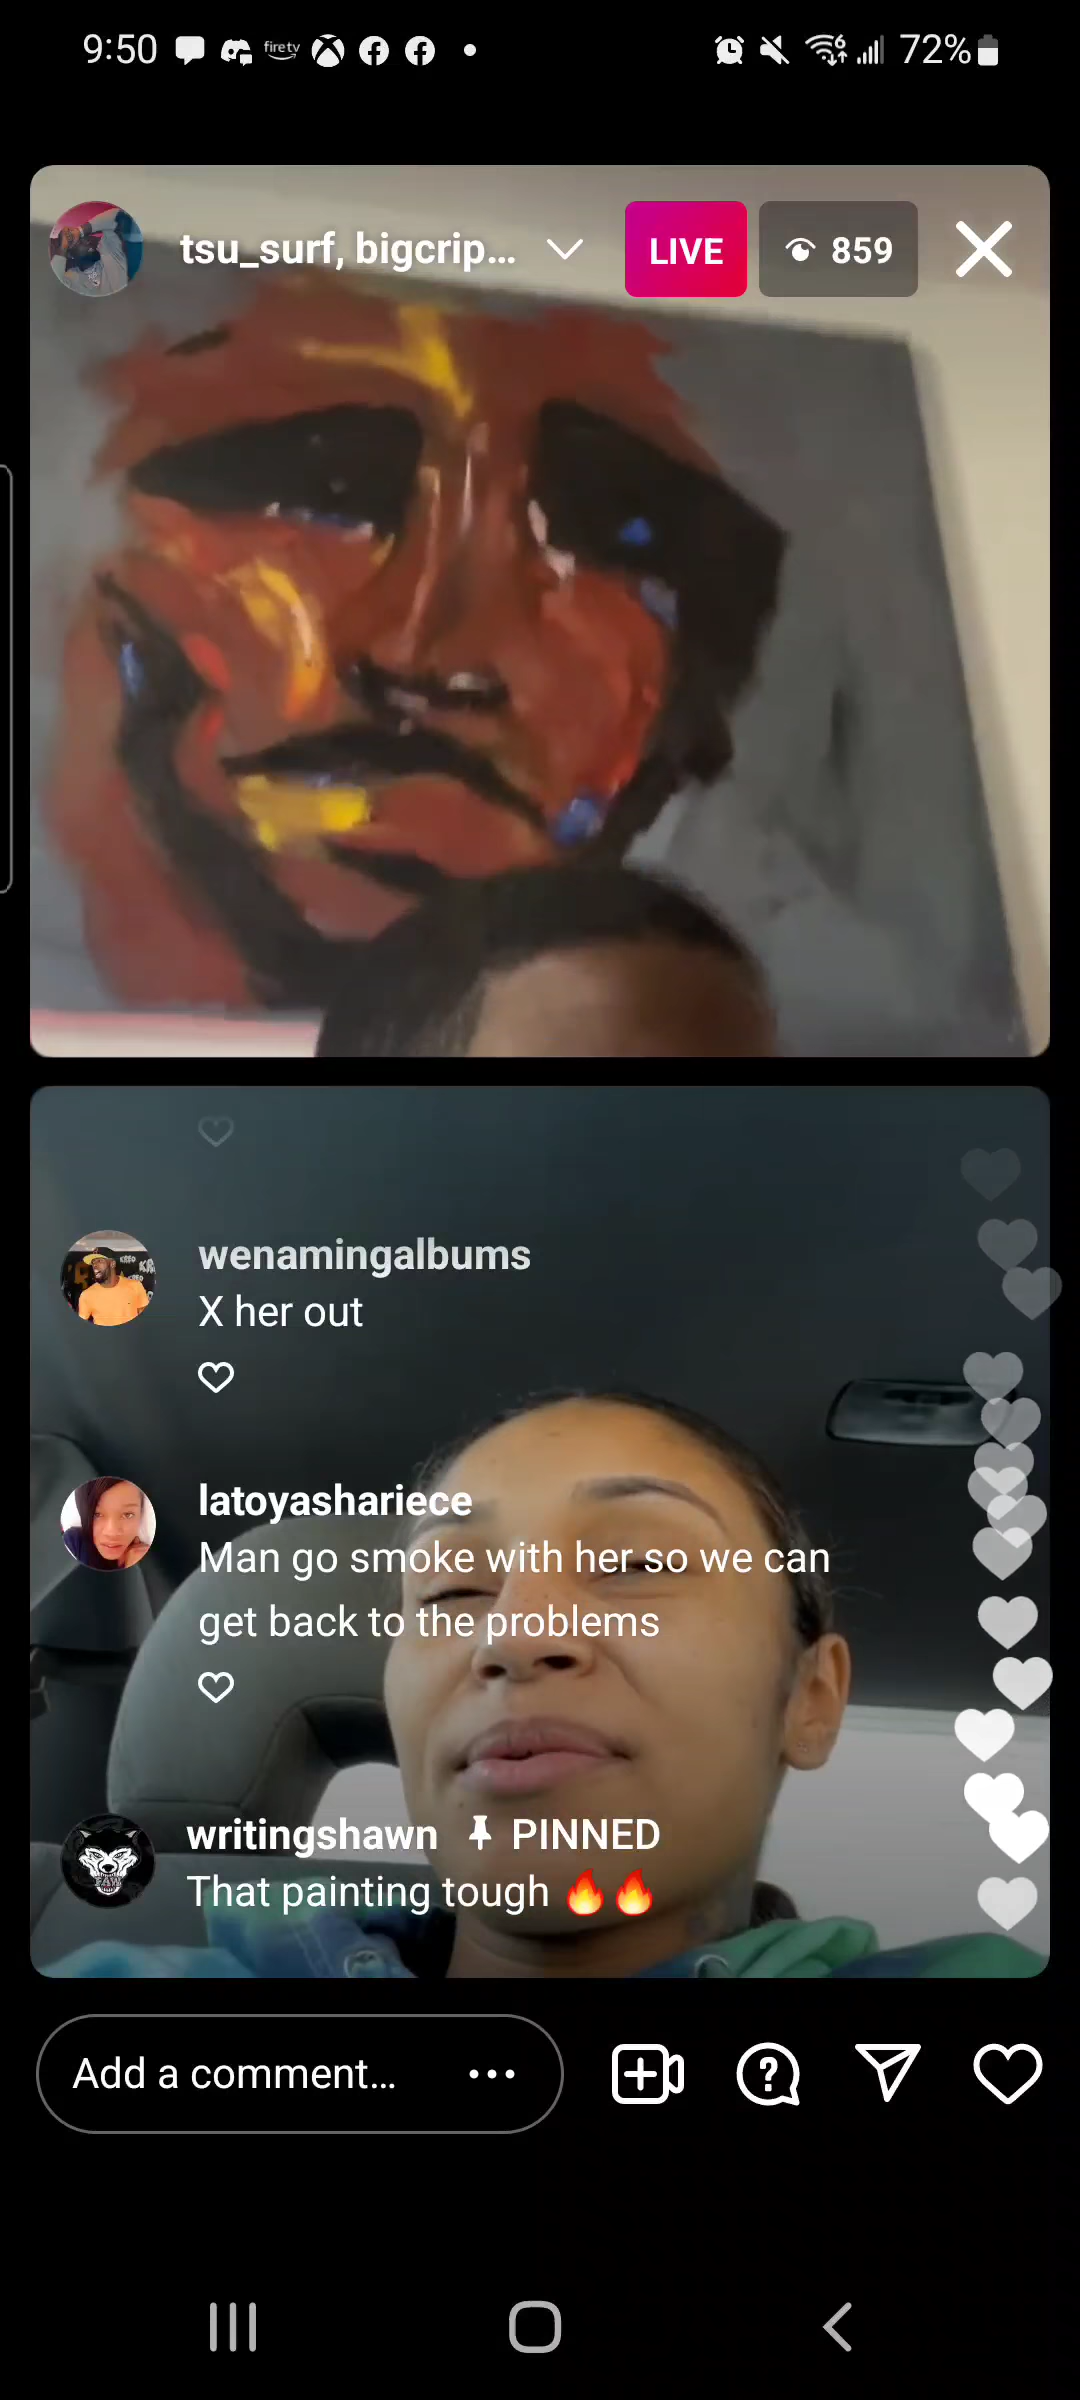 9:50
firetv
72%
tsu_surf, bigcrip...
LIVE
859
wenamingalbums
X her out
latoyashariece
Man go smoke with her so we can
get back to the problems
writingshawn PINNED
That painting tough 🔥🔥
Add a comment...